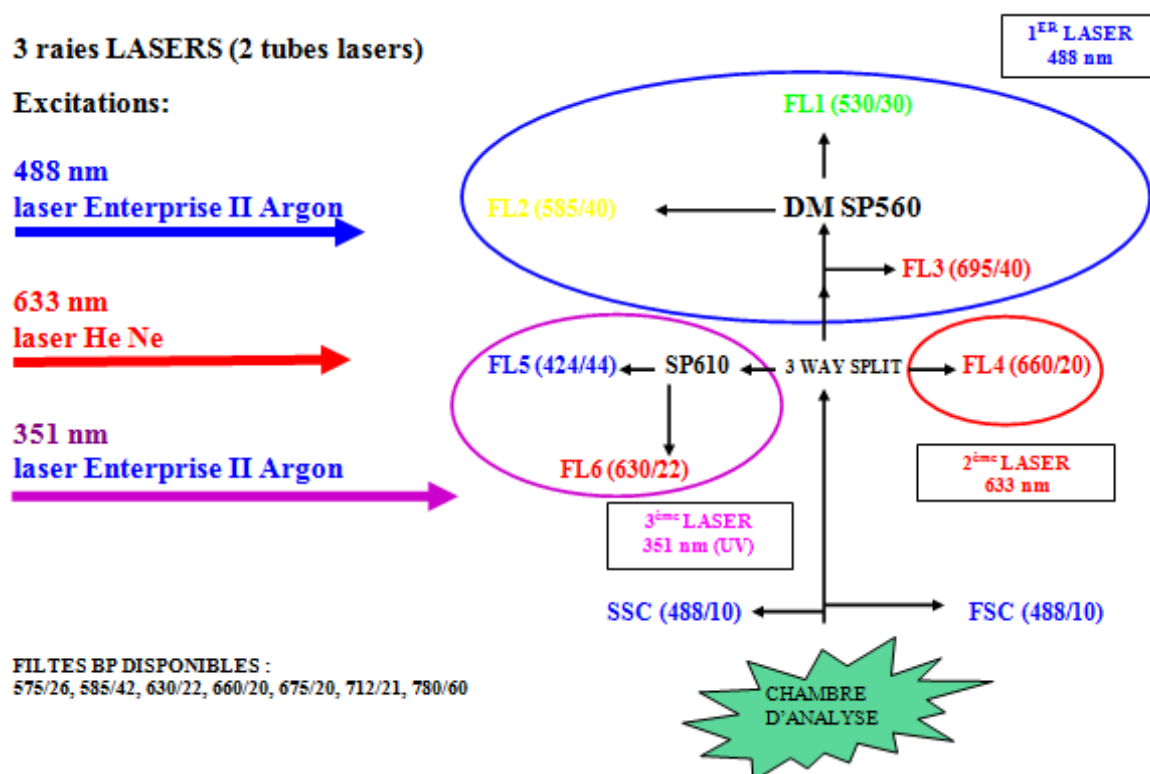 3 raies LASERS (2 tubes lasers)
Excitations:
488 nm
laser Enterprise II Argon
633 nm
laser He Ne
351 nm
laser Enterprise II Argon
FILTES BP DISPONIBLES :
575/26, 585/42, 630/22, 660/20, 675/20, 712/21, 780/60
1ER LASER
488 nm
FL1 (530/30)
FL2 (585/40)
DM SP560
FL3 (695/40)
FL5 (424/44)
SP610
3 WAY SPLIT
FL4 (660/20)
FL6 (630/22)
2ème LASER
633 nm
3ème LASER
351 nm (UV)
SSC (488/10)
FSC (488/10)
CHAMBRE
D'ANALYSE